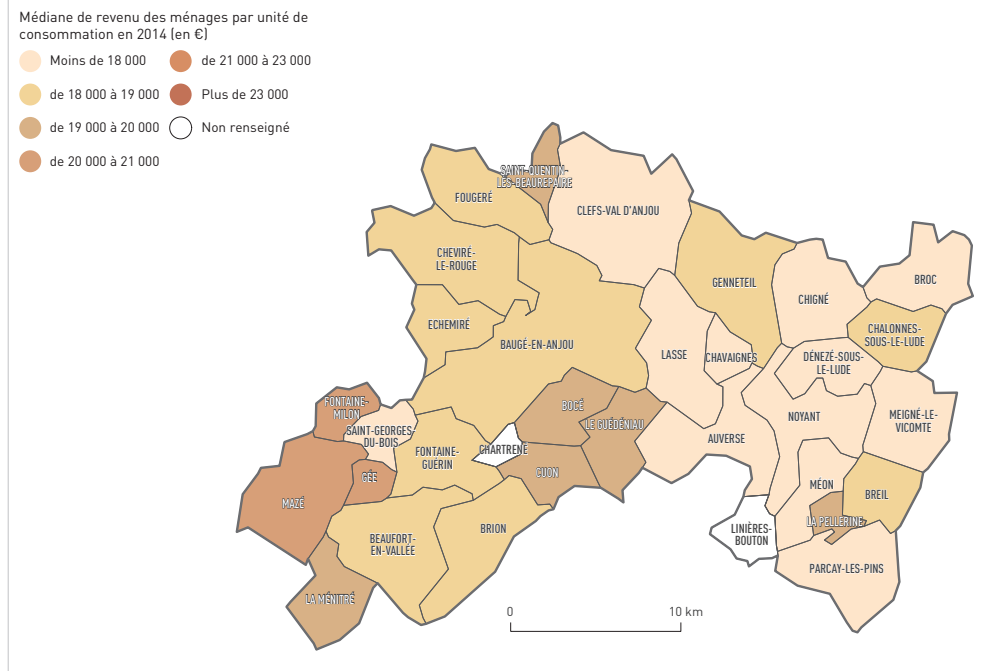 Médiane de revenu des ménages par unité de
consommation en 2014 (en €)
Moins de 18 000
de 21 000 à 23 000
de 18 000 à 19 000
Plus de 23 000
de 19 000 à 20 000
Non renseigné
de 20 000 à 21 000
SAINT-QUENTIN-
LÈS-BEAUREPAIRE
FOUGERÉ
CLEFS-VAL D'ANJOU
CHEVIRÉ-
LE-ROUGE
GENNETEIL
BROC
CHIGNÉ
ECHEMIRÉ
CHALONNES-
SOUS-LE-LUDE
BAUGÉ-EN-ANJOU
LASSE
CHAVAIGNES
DÉNEZÉ-SOUS-
LE-LUDE
FONTAINE-
MILON
BOCÉ
LE GUÉDÉNIAU
NOYANT
MEIGNÉ-LE-
VICOMTE
SAINT-GEORGES-
DU-BOIS
AUVERSE
CHARTRENÉ
FONTAINE-
GUÉRIN
CUON
GÉE
MÉON
BREIL
MAZÉ
LA PELLERINE
BRION
LINIÈRES-
BOUTON
BEAUFORT-
EN-VALLÉE
PARCAY-LES-PINS
LA MÉNITRÉ
0
10 km